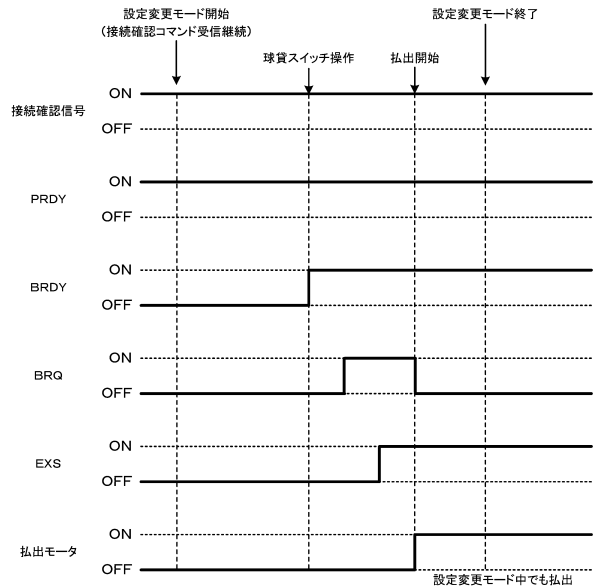 設定変更モード開始
(接続確認コマンド受信継続)
設定変更モード終了
球貸スイッチ操作
払出開始
接続確認信号
ON
OFF
PRDY
ON
OFF
BRDY
ON
OFF
BRQ
ON
OFF
EXS
ON
OFF
払出モータ
ON
OFF
設定変更モード中でも払出